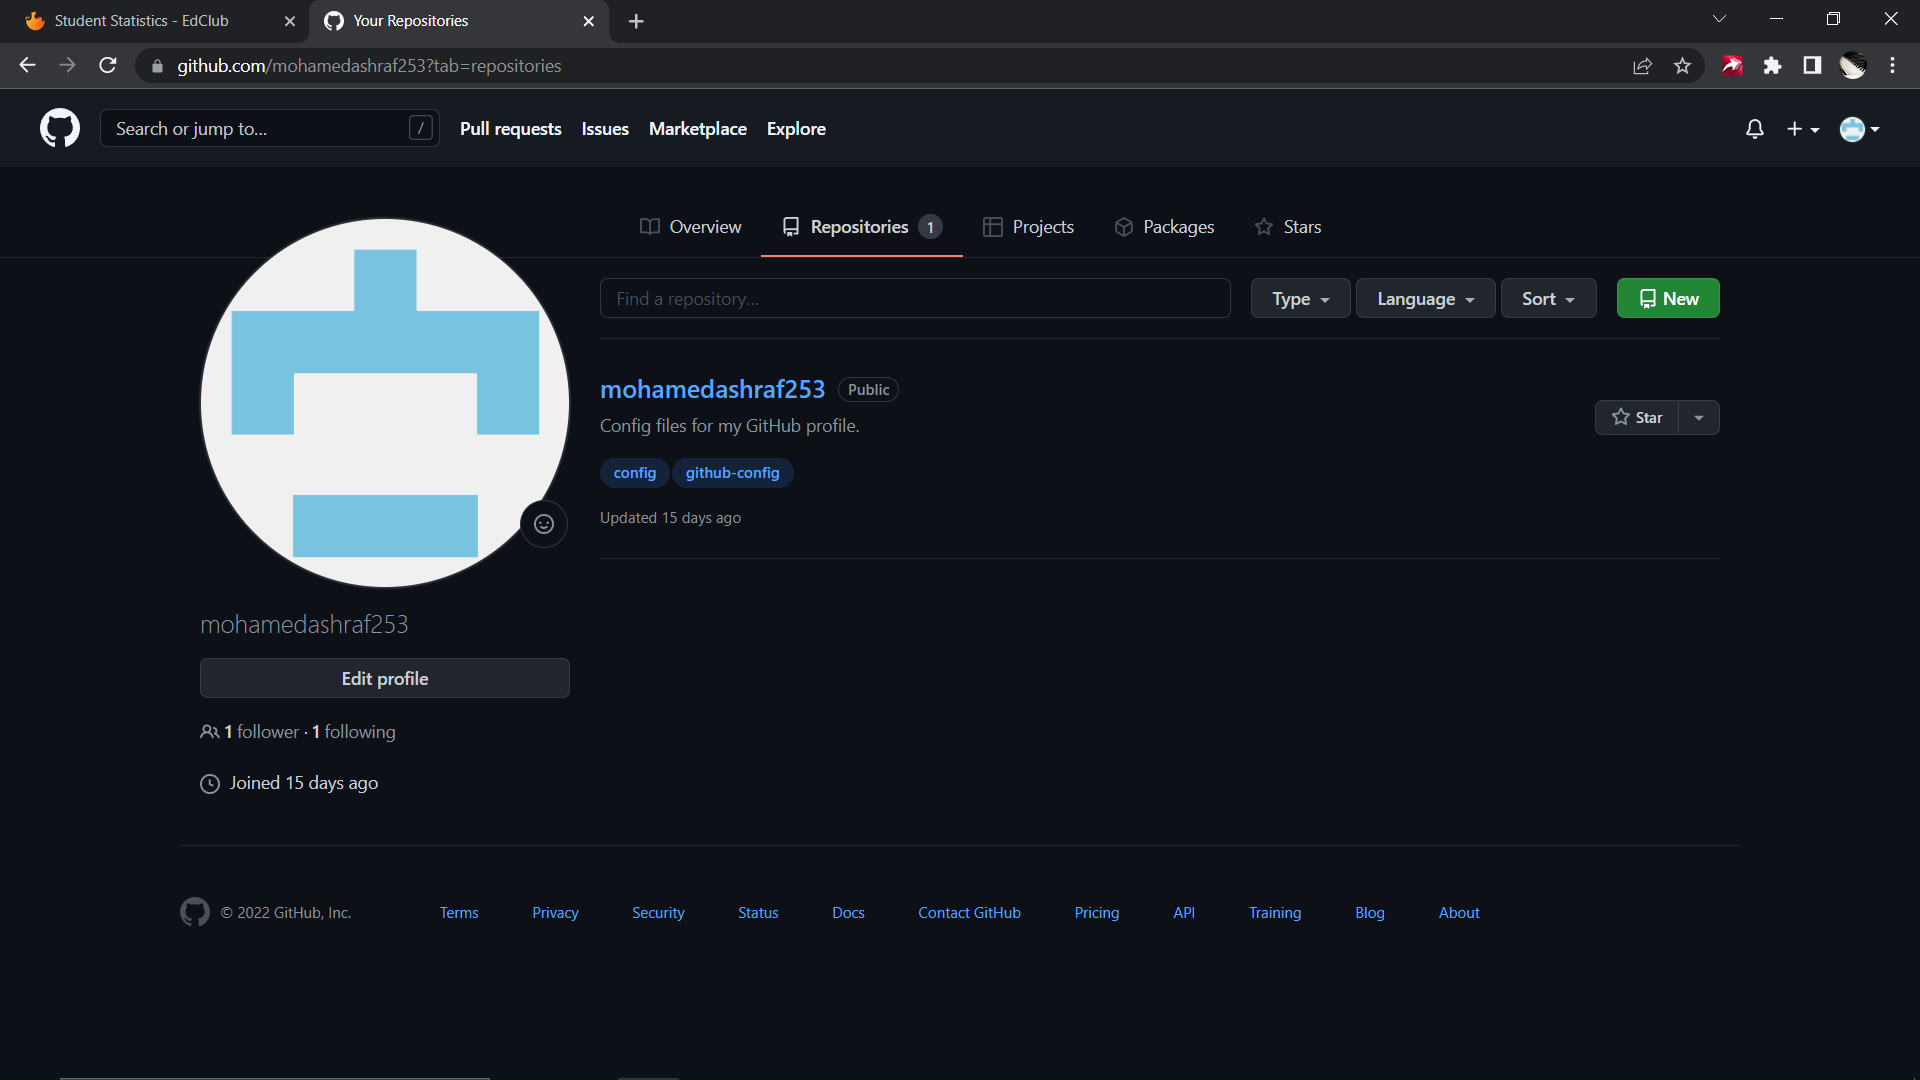 Student Statistics - EdClub
Your Repositories
github.com/mohamedashraf253?tab=repositories
Search or jump to...
/
Pull requests
Issues
Marketplace
Explore
Overview
Repositories 1
Projects
Packages
Stars
Find a repository...
Type
Language
Sort
New
mohamedashraf253
Public
Config files for my GitHub profile.
Star
config
github-config
Updated 15 days ago
mohamedashraf253
Edit profile
1 follower · 1 following
Joined 15 days ago
© 2022 GitHub, Inc.
Terms
Privacy
Security
Status
Docs
Contact GitHub
Pricing
API
Training
Blog
About